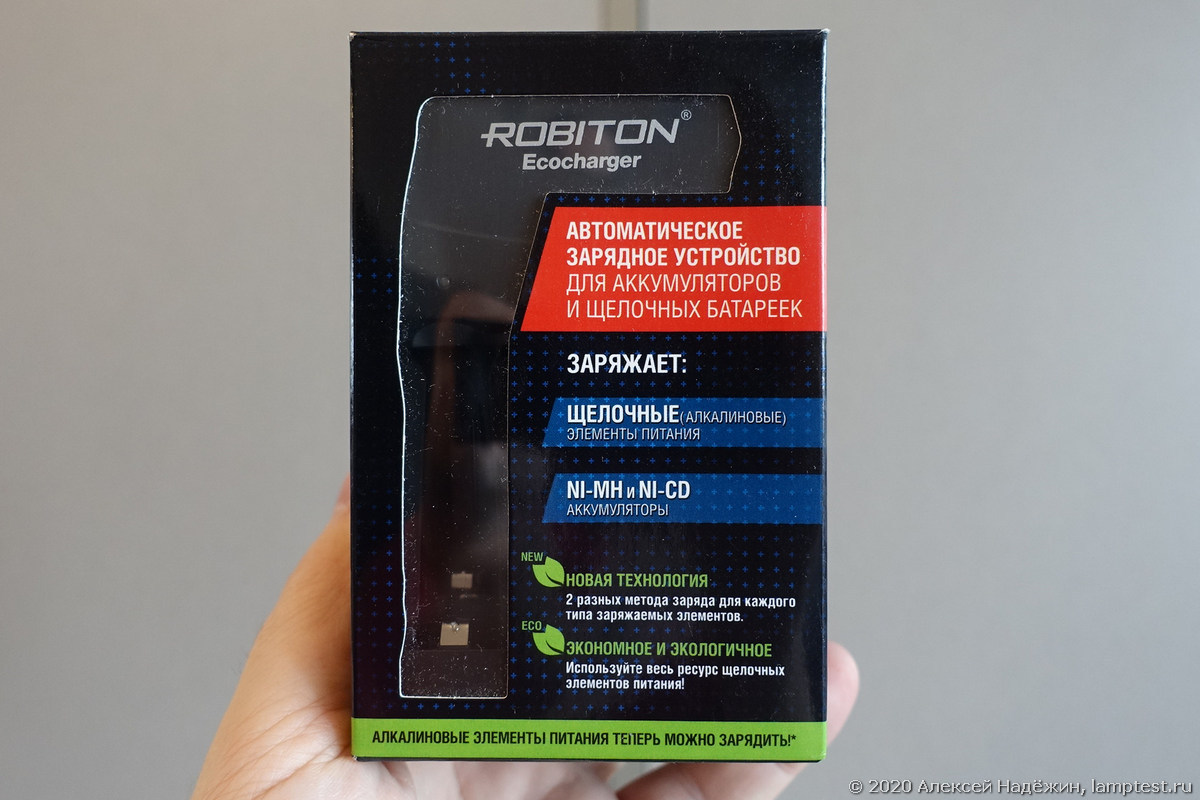 ROBITON®
Ecocharger
АВТОМАТИЧЕСКОЕ
ЗАРЯДНОЕ УСТРОЙСТВО
ДЛЯ АККУМУЛЯТОРОВ
И ЩЕЛОЧНЫХ БАТАРЕЕК
ЗАРЯЖАЕТ:
ЩЕЛОЧНЫЕ (АЛКАЛИНОВЫЕ)
ЭЛЕМЕНТЫ ПИТАНИЯ
NI-MH и NI-CD
АККУМУЛЯТОРЫ
NEW
НОВАЯ ТЕХНОЛОГИЯ
2 разных метода заряда для каждого
типа заряжаемых элементов.
ECO
ЭКОНОМНОЕ И ЭКОЛОГИЧНОЕ
Используйте весь ресурс щелочных
элементов питания!
АЛКАЛИНОВЫЕ ЭЛЕМЕНТЫ ПИТАНИЯ ТЕПЕРЬ МОЖНО ЗАРЯДИТЬ!*
© 2020 Алексей Надёжин, lamptest.ru